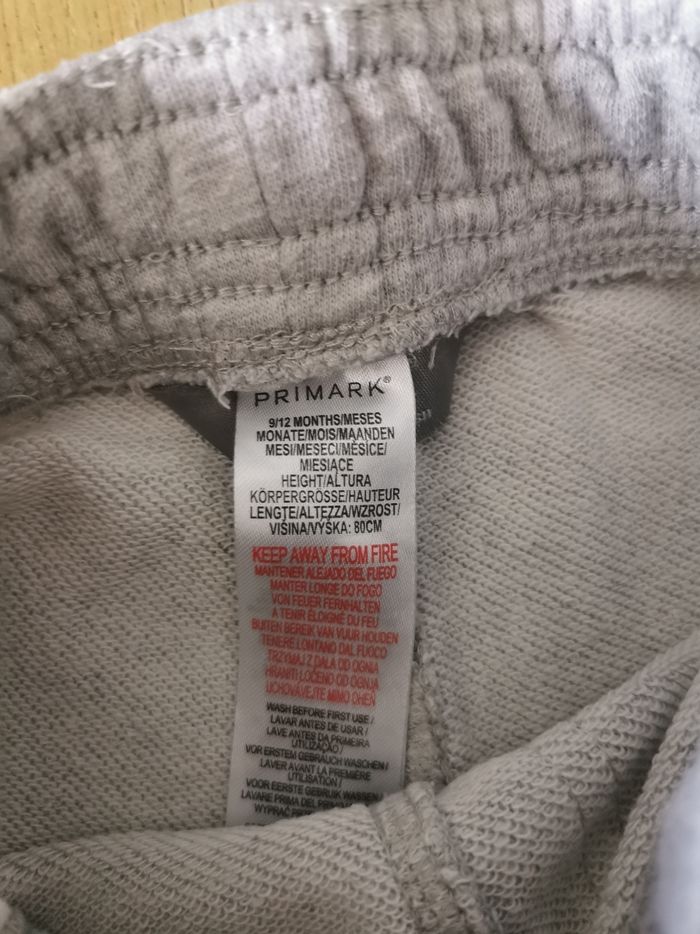 PRIMARK®
9/12 MONTHS/MESES
MONATE/MOIS/MAANDEN
MESI/MESECI/MĚSÍCE/
MIESIĄCE
HEIGHT/ALTURA
KÖRPERGRÖSSE/HAUTEUR
LENGTE/ALTEZZA/WZROST/
VIŠINA/VÝŠKA: 80CM
KEEP AWAY FROM FIRE
MANTENER ALEJADO DEL FUEGO
MANTER LONGE DO FOGO
VON FEUER FERNHALTEN
À TENIR ÉLOIGNÉ DU FEU
BUITEN BEREIK VAN VUUR HOUDEN
TENERE LONTANO DAL FUOCO
TRZYMAJ Z DALA OD OGNIA
HRANITI LOČENO OD OGNJA
UCHOVÁVEJTE MIMO OHEŇ
WASH BEFORE FIRST USE /
LAVAR ANTES DE USAR /
LAVE ANTES DA PRIMEIRA
UTILIZAÇÃO /
VOR ERSTEM GEBRAUCH WASCHEN /
LAVER AVANT LA PREMIÈRE
UTILISATION /
VOOR EERSTE GEBRUIK WASSEN /
LAVARE PRIMA DEL
WYPRAĆ